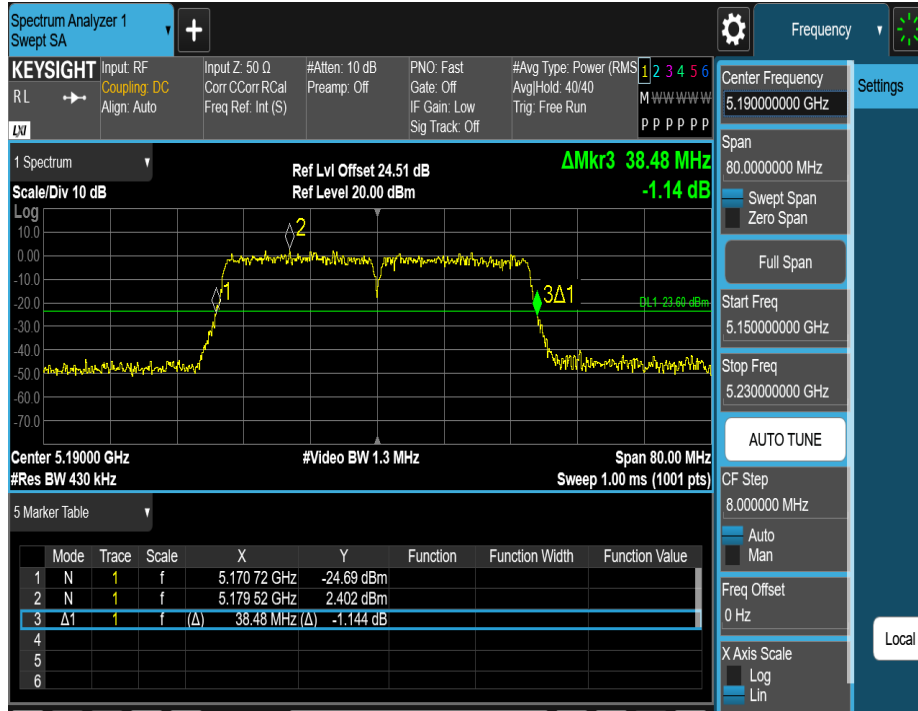 Spectrum Analyzer 1
Swept SA
+
Frequency
KEYSIGHT
RL
LXI
Input: RF
Coupling: DC
Align: Auto
Input Z: 50 Ω
Corr CCorr RCal
Freq Ref: Int (S)
#Atten: 10 dB
Preamp: Off
PNO: Fast
Gate: Off
IF Gain: Low
Sig Track: Off
#Avg Type: Power (RMS
Avg|Hold: 40/40
Trig: Free Run
1 2 3 4 5 6
M W W W W W
P P P P P P
1 Spectrum
Scale/Div 10 dB
Ref Lvl Offset 24.51 dB
Ref Level 20.00 dBm
ΔMkr3 38.48 MHz
-1.14 dB
Log
10.0
0.00
-10.0
-20.0
-30.0
-40.0
-50.0
-60.0
-70.0
2
1
3Δ1
DL1 -23.60 dBm
Center 5.19000 GHz
#Res BW 430 kHz
#Video BW 1.3 MHz
Span 80.00 MHz
Sweep 1.00 ms (1001 pts)
5 Marker Table
Mode Trace Scale X Y Function Function Width Function Value
1 N 1 f 5.170 72 GHz -24.69 dBm
2 N 1 f 5.179 52 GHz 2.402 dBm
3 Δ1 1 f (Δ) 38.48 MHz (Δ) -1.144 dB
4
5
6
Center Frequency
5.190000000 GHz
Span
80.0000000 MHz
Swept Span
Zero Span
Full Span
Start Freq
5.150000000 GHz
Stop Freq
5.230000000 GHz
AUTO TUNE
CF Step
8.000000 MHz
Auto
Man
Freq Offset
0 Hz
X Axis Scale
Log
Lin
Settings
Local